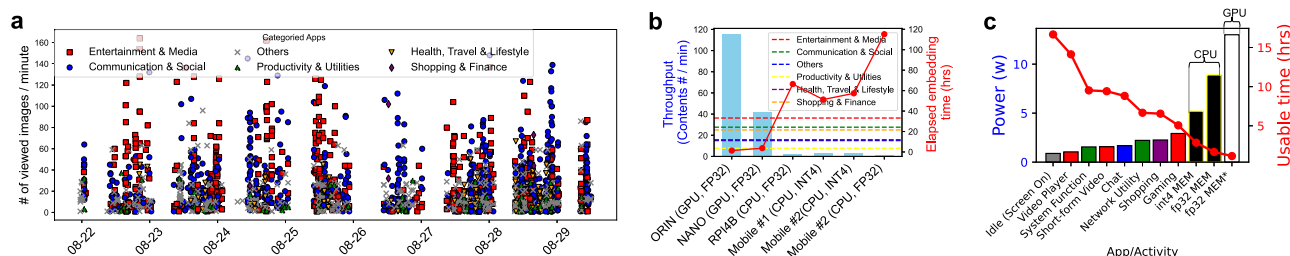 a
# of viewed images / minute
160
140
120
100
80
60
40
20
0
Categoried Apps
Entertainment & Media
Communication & Social
Others
Productivity & Utilities
Health, Travel & Lifestyle
Shopping & Finance
08-22
08-23
08-24
08-25
08-26
08-27
08-28
08-29
b
Throughput
(Contents # / min)
120
100
80
60
40
20
0
Entertainment & Media
Communication & Social
Others
Productivity & Utilities
Health, Travel & Lifestyle
Shopping & Finance
120
100
80
60
40
20
0
Elapsed embedding
time (hrs)
ORIN (GPU, FP32)
NANO (GPU, FP32)
RPI4B (CPU, FP32)
Mobile #1 (CPU, INT4)
Mobile #2(CPU, INT4)
Mobile #2 (CPU, FP32)
c
Power (w)
10
5
0
CPU
GPU
15
10
5
Usable time (hrs)
Idle (Screen On)
Video Player
System Function
Short-form Video
Chat
Network Utility
Shopping
Gaming
int4 MEM
fp32 MEM
fp32 MEM*
App/Activity